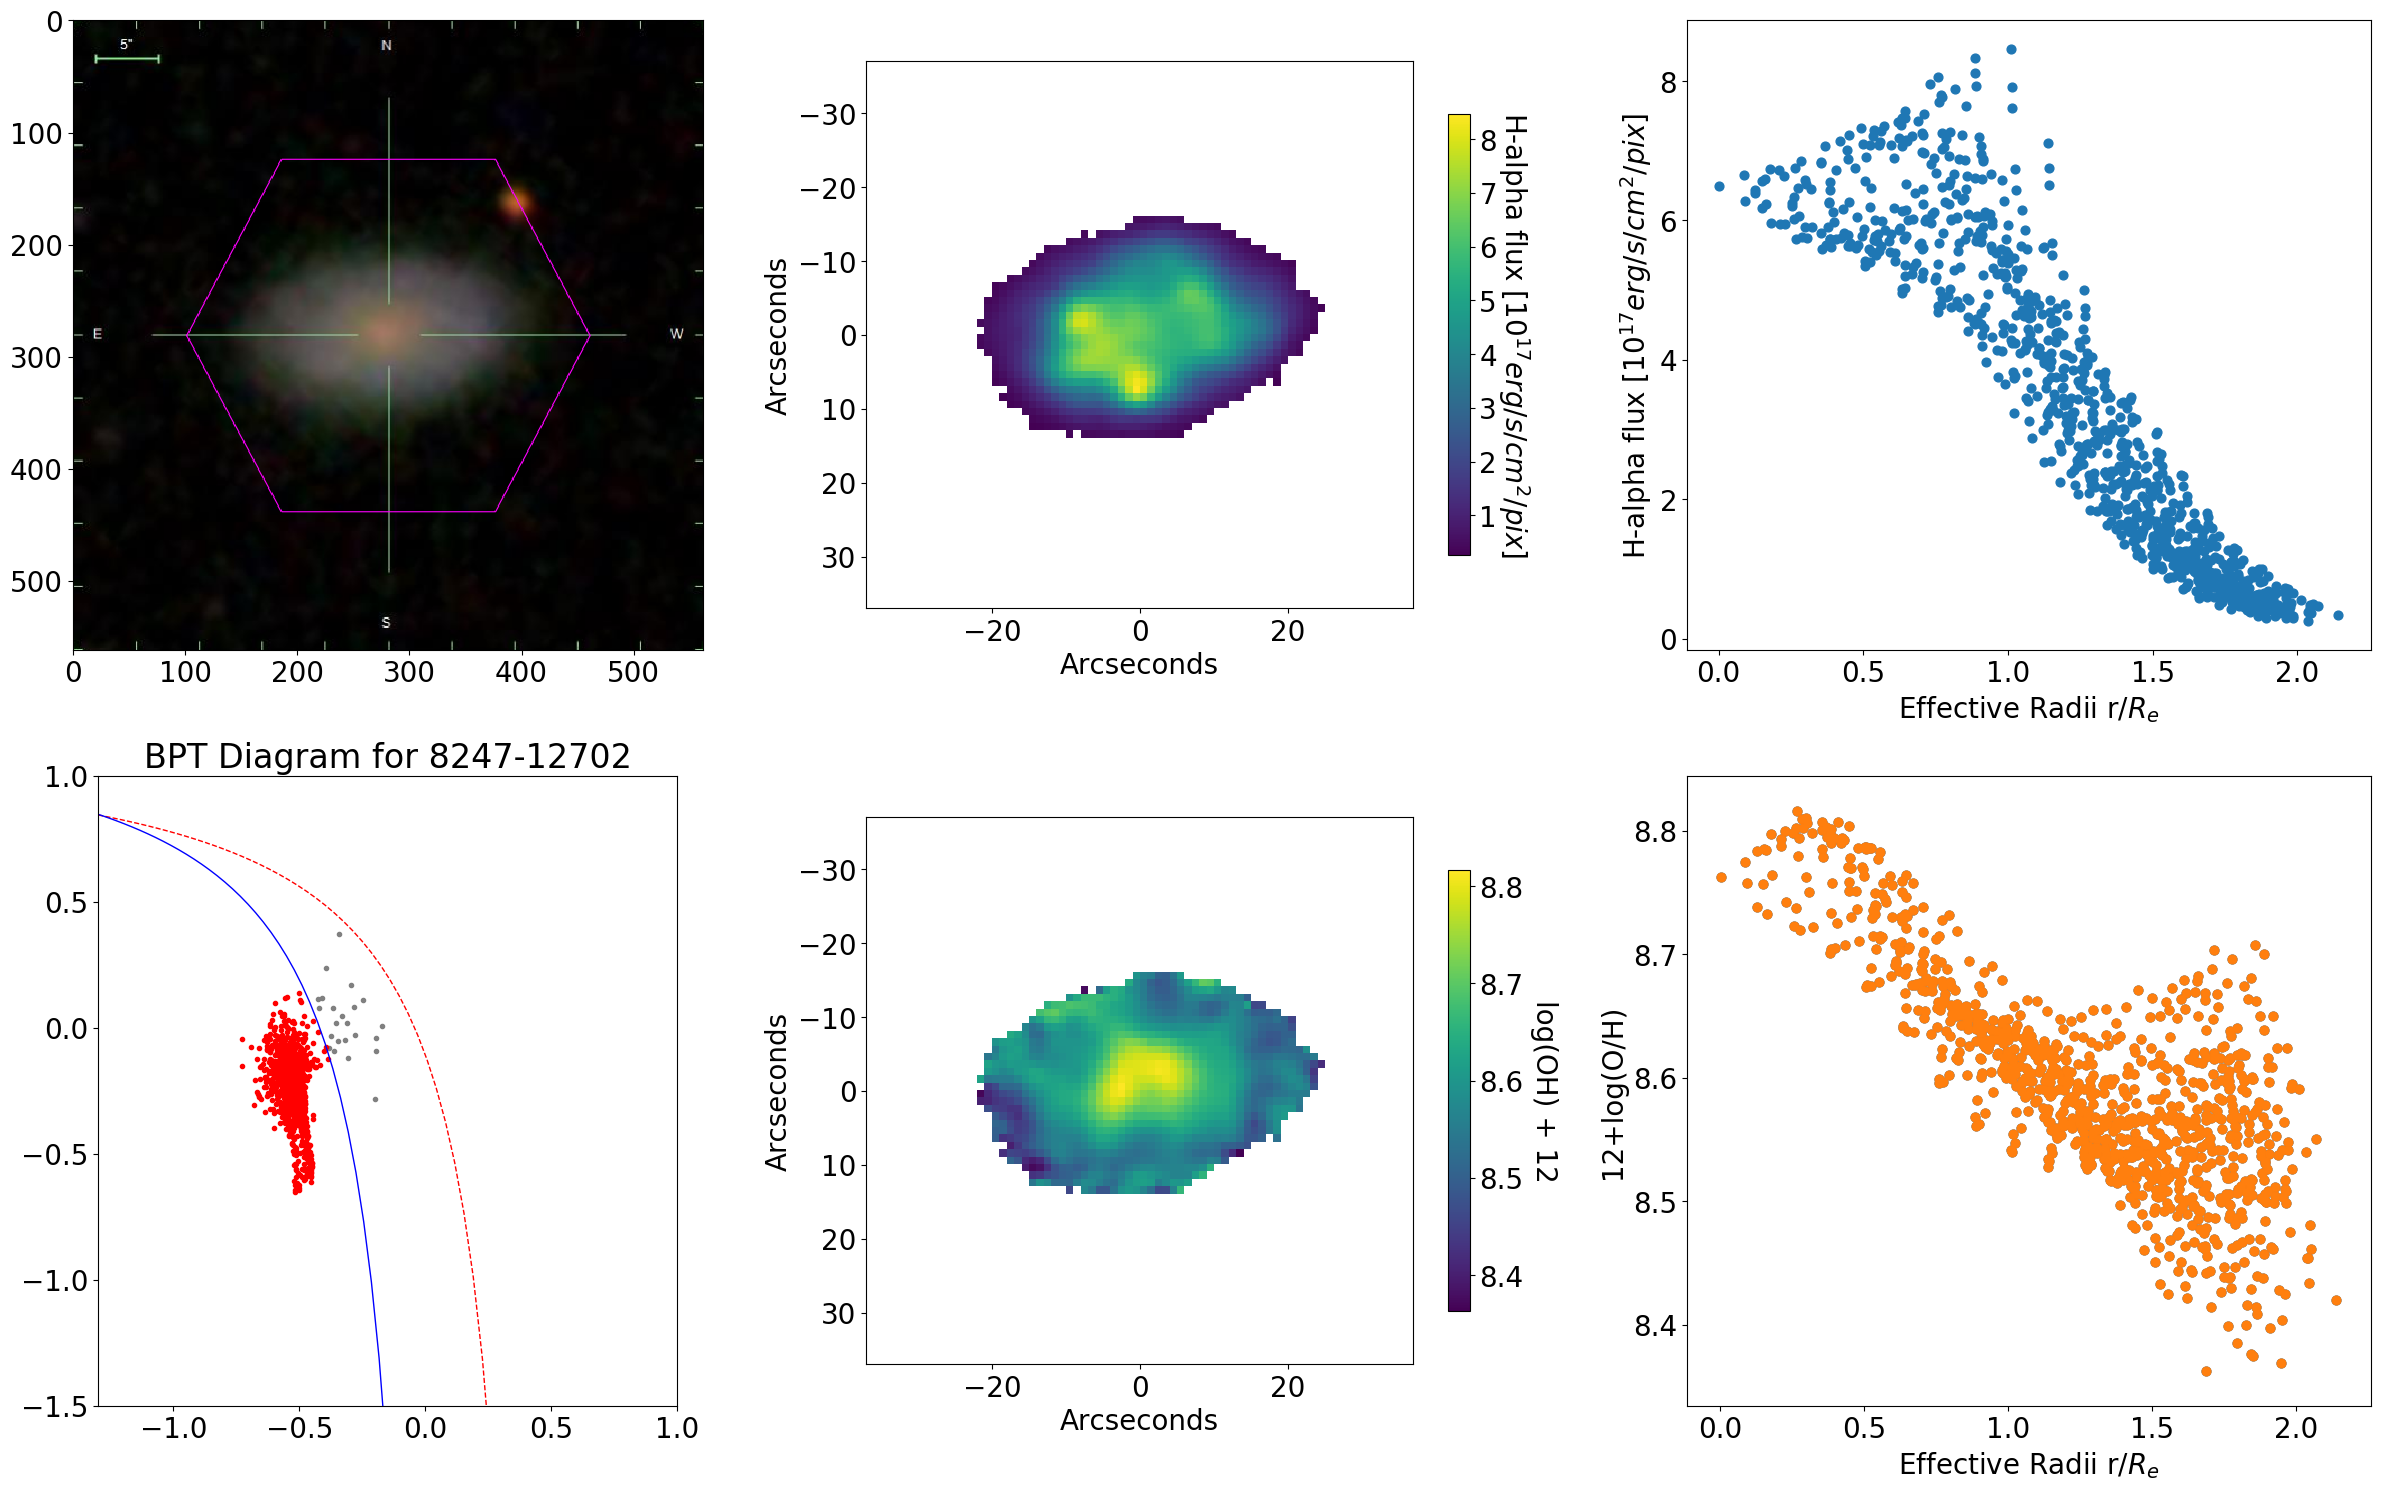 0
100
200
300
400
500
0 100 200 300 400 500
5"
N
E
W
S
Arcseconds
−30
−20
−10
0
10
20
30
−20 0 20
Arcseconds
8
7
6
5
4
3
2
1
H-alpha flux [10^17 erg/s/cm^2/pix]
H-alpha flux [10^17 erg/s/cm^2/pix]
8
6
4
2
0
0.0 0.5 1.0 1.5 2.0
Effective Radii r/R_e
BPT Diagram for 8247-12702
1.0
0.5
0.0
−0.5
−1.0
−1.5
−1.0 −0.5 0.0 0.5 1.0
Arcseconds
−30
−20
−10
0
10
20
30
−20 0 20
Arcseconds
8.8
8.7
8.6
8.5
8.4
log(OH) + 12
12+log(O/H)
8.8
8.7
8.6
8.5
8.4
0.0 0.5 1.0 1.5 2.0
Effective Radii r/R_e